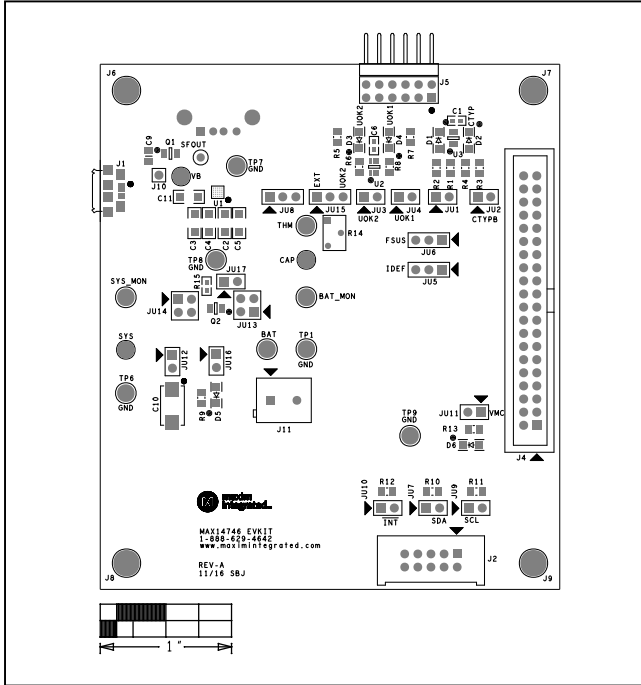 J6
J7
J5
C9
Q1
SFOUT
J1
TP7
GND
J10
VB
C11
U1
C3
C4
C2
C5
R5
D3
UOK2
R6
C6
UOK1
D4
R8
R7
U2
C1
CTYP
D1
D2
U3
R2
R1
R4
R3
EXT
UOK2
JU8
JU15
JU3
UOK2
JU4
UOK1
JU1
JU2
CTYPB
THM
R14
FSUS
JU6
IDEF
JU5
TP8
GND
CAP
JU17
R15
SYS_MON
BAT_MON
JU14
Q2
JU13
SYS
BAT
TP1
GND
JU12
JU16
TP6
GND
C10
R9
D5
J11
TP9
GND
JU11
VMC
R13
D6
J4
JU10
R12
JU7
R10
JU9
R11
INT
SDA
SCL
J2
maxim
integrated™
MAX14746 EVKIT
1-888-629-4642
www.maximintegrated.com
REV-A
11/16 SBJ
J8
J9
1"